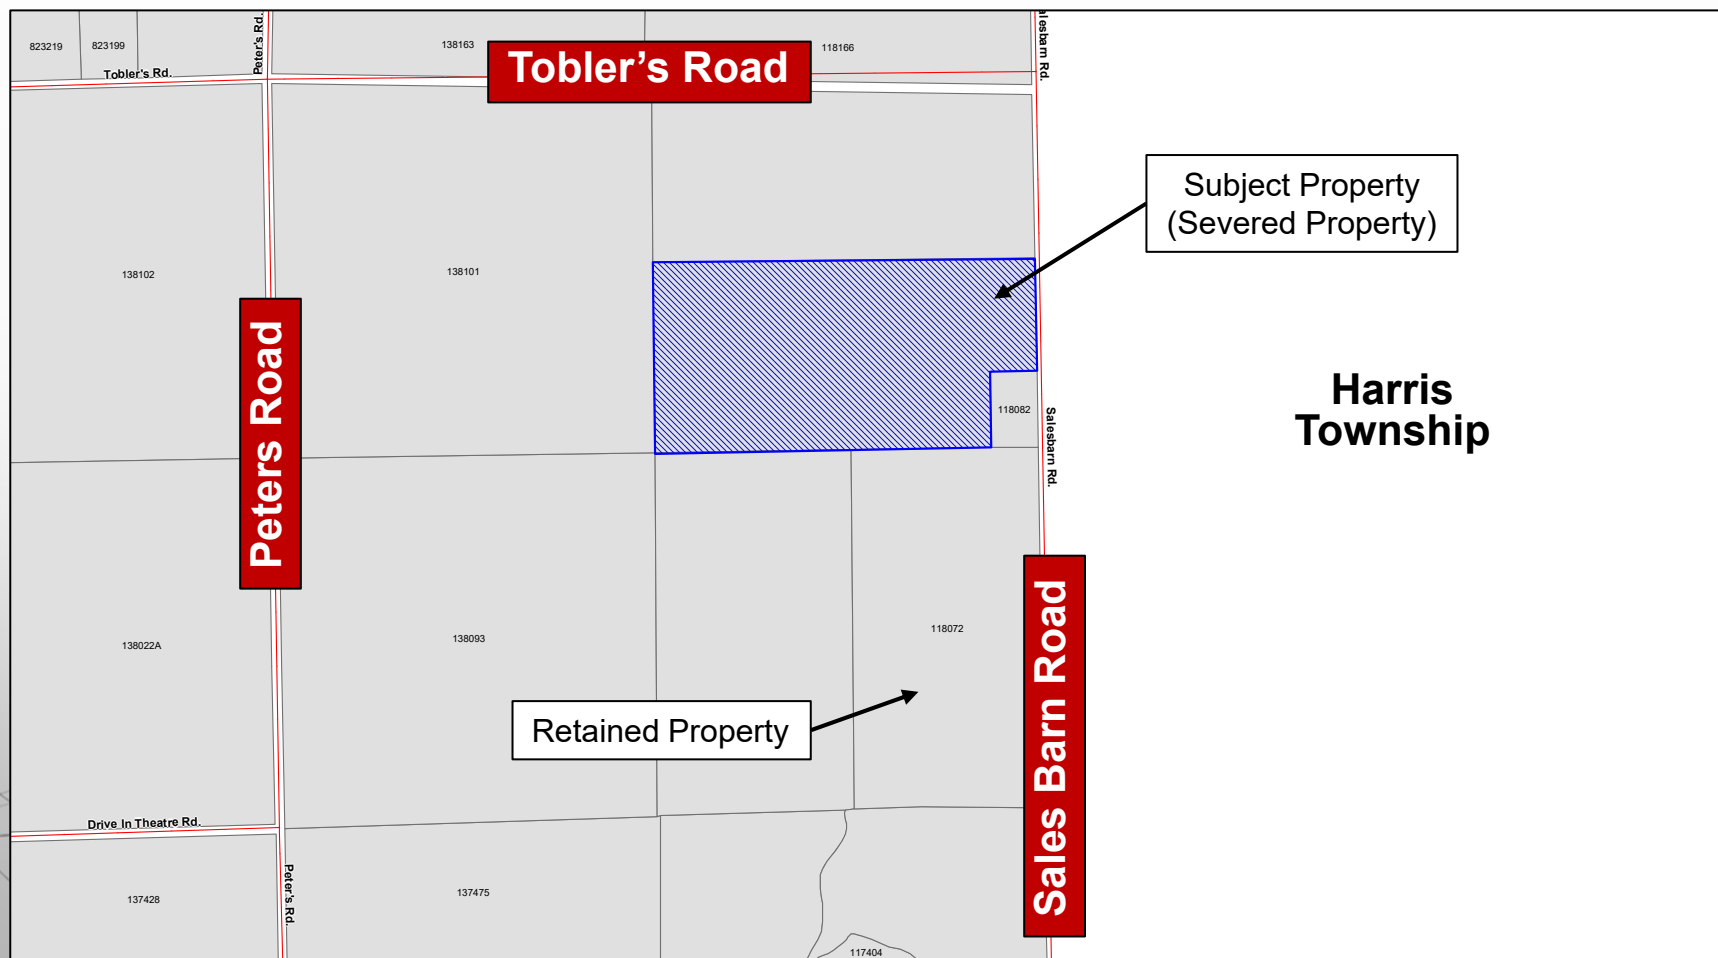 823219
823199
Peter's Rd.
138163
118166
alesbarn Rd.
Tobler's Rd.
Tobler’s Road
Subject Property
(Severed Property)
138102
138101
Peters Road
Harris
Township
118082
Salesbarn Rd.
138022A
138093
118072
Retained Property
Sales Barn Road
Drive In Theatre Rd.
Peter's Rd.
137428
137475
117404